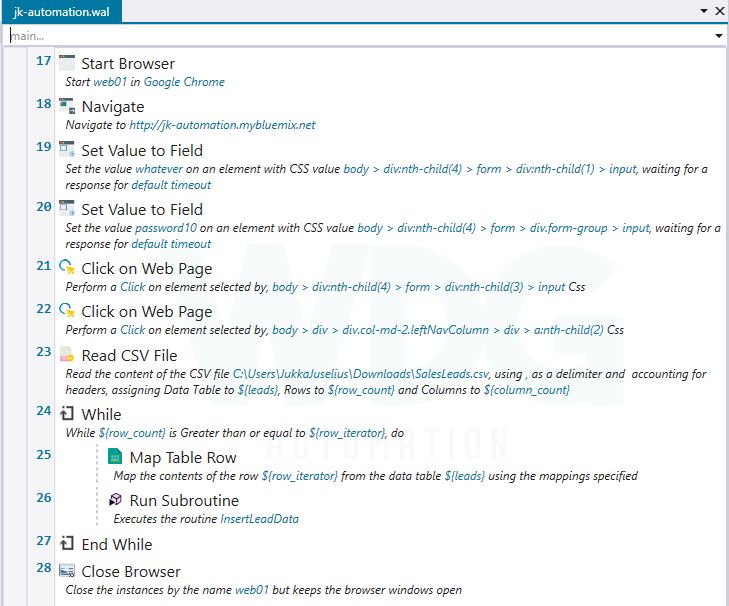 jk-automation.wal
main...
17 Start Browser
Start web01 in Google Chrome
18 Navigate
Navigate to http://jk-automation.mybluemix.net
19 Set Value to Field
Set the value whatever on an element with CSS value body > div:nth-child(4) > form > div:nth-child(1) > input, waiting for a
response for default timeout
20 Set Value to Field
Set the value password10 on an element with CSS value body > div:nth-child(4) > form > div.form-group > input, waiting for a
response for default timeout
21 Click on Web Page
Perform a Click on element selected by, body > div:nth-child(4) > form > div:nth-child(3) > input Css
22 Click on Web Page
Perform a Click on element selected by, body > div > div.col-md-2.leftNavColumn > div > a:nth-child(2) Css
23 Read CSV File
Read the content of the CSV file C:\Users\JukkaJuselius\Downloads\SalesLeads.csv, using , as a delimiter and accounting for
headers, assigning Data Table to ${leads}, Rows to ${row_count} and Columns to ${column_count}
24 While
While ${row_count} is Greater than or equal to ${row_iterator}, do
WDG
AUTOMATION
25 Map Table Row
Map the contents of the row ${row_iterator} from the data table ${leads} using the mappings specified
26 Run Subroutine
Executes the routine InsertLeadData
27 End While
28 Close Browser
Close the instances by the name web01 but keeps the browser windows open